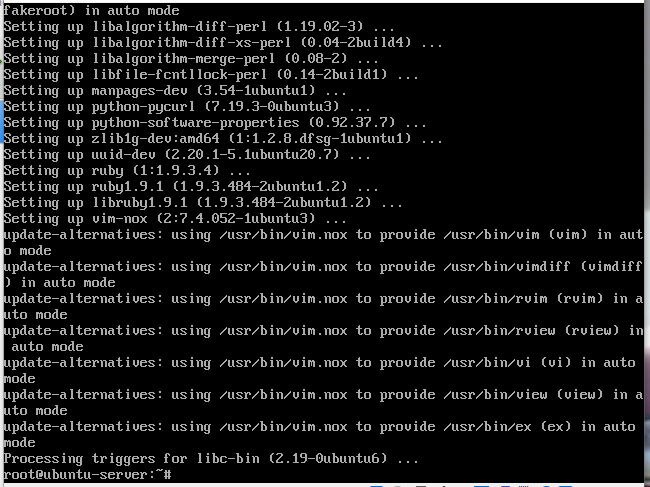 fakeroot) in auto mode
Setting up libalgorithm-diff-perl (1.19.02-3) ...
Setting up libalgorithm-diff-xs-perl (0.04-2build4) ...
Setting up libalgorithm-merge-perl (0.08-2) ...
Setting up libfile-fcntllock-perl (0.14-2build1) ...
Setting up manpages-dev (3.54-1ubuntu1) ...
Setting up python-pycurl (7.19.3-0ubuntu3) ...
Setting up python-software-properties (0.92.37.7) ...
Setting up zlib1g-dev:amd64 (1:1.2.8.dfsg-1ubuntu1) ...
Setting up uuid-dev (2.20.1-5.1ubuntu20.7) ...
Setting up ruby (1:1.9.3.4) ...
Setting up ruby1.9.1 (1.9.3.484-2ubuntu1.2) ...
Setting up libruby1.9.1 (1.9.3.484-2ubuntu1.2) ...
Setting up vim-nox (2:7.4.052-1ubuntu3) ...
update-alternatives: using /usr/bin/vim.nox to provide /usr/bin/vim (vim) in aut
o mode
update-alternatives: using /usr/bin/vim.nox to provide /usr/bin/vimdiff (vimdiff
) in auto mode
update-alternatives: using /usr/bin/vim.nox to provide /usr/bin/rvim (rvim) in a
uto mode
update-alternatives: using /usr/bin/vim.nox to provide /usr/bin/rview (rview) in
 auto mode
update-alternatives: using /usr/bin/vim.nox to provide /usr/bin/vi (vi) in auto
mode
update-alternatives: using /usr/bin/vim.nox to provide /usr/bin/view (view) in a
uto mode
update-alternatives: using /usr/bin/vim.nox to provide /usr/bin/ex (ex) in auto
mode
Processing triggers for libc-bin (2.19-0ubuntu6) ...
root@ubuntu-server:~#